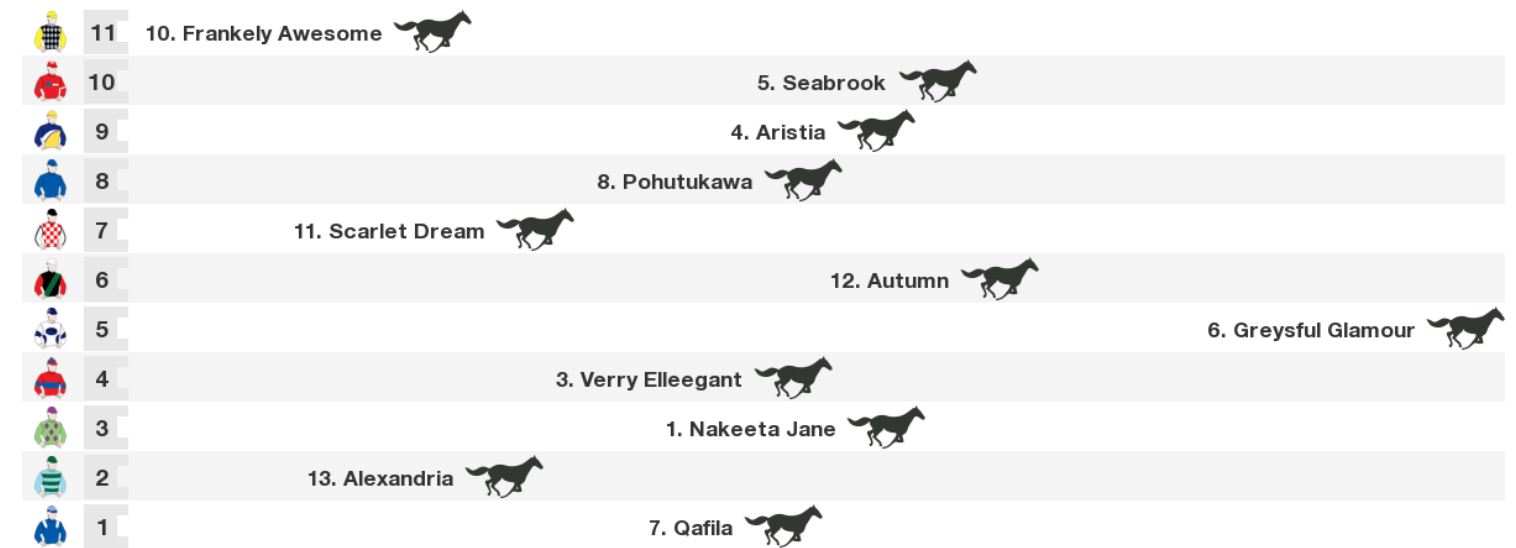 11 10. Frankely Awesome
10 5. Seabrook
9 4. Aristia
8 8. Pohutukawa
7 11. Scarlet Dream
6 12. Autumn
5 6. Greysful Glamour
4 3. Verry Elleegant
3 1. Nakeeta Jane
2 13. Alexandria
1 7. Qafila